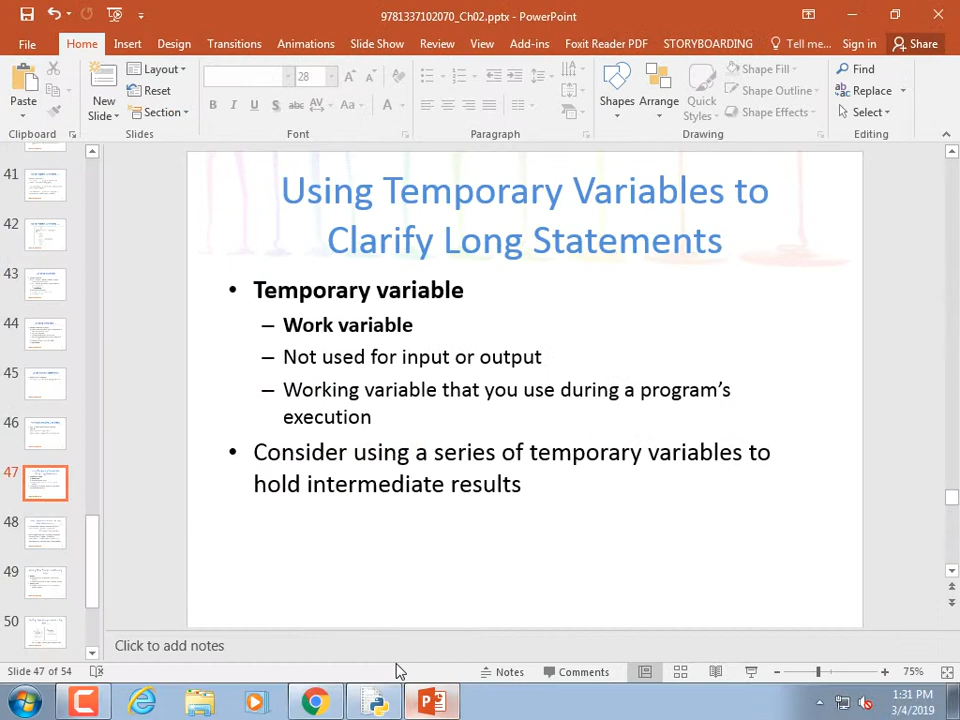 9781337102070_Ch02.pptx - PowerPoint
File Home Insert Design Transitions Animations Slide Show Review View Add-ins Foxit Reader PDF STORYBOARDING Tell me... Sign in Share
Paste
New Slide
Layout
Reset
Section
28
B I U S abc AV Aa A
Shapes
Arrange
Quick Styles
Shape Fill
Shape Outline
Shape Effects
Find
Replace
Select
Clipboard Slides Font Paragraph Drawing Editing
41
42
43
44
45
46
47
48
49
50
Using Temporary Variables to
Clarify Long Statements
• Temporary variable
– Work variable
– Not used for input or output
– Working variable that you use during a program’s
execution
• Consider using a series of temporary variables to
hold intermediate results
Click to add notes
Slide 47 of 54 Notes Comments 75%
1:31 PM
3/4/2019